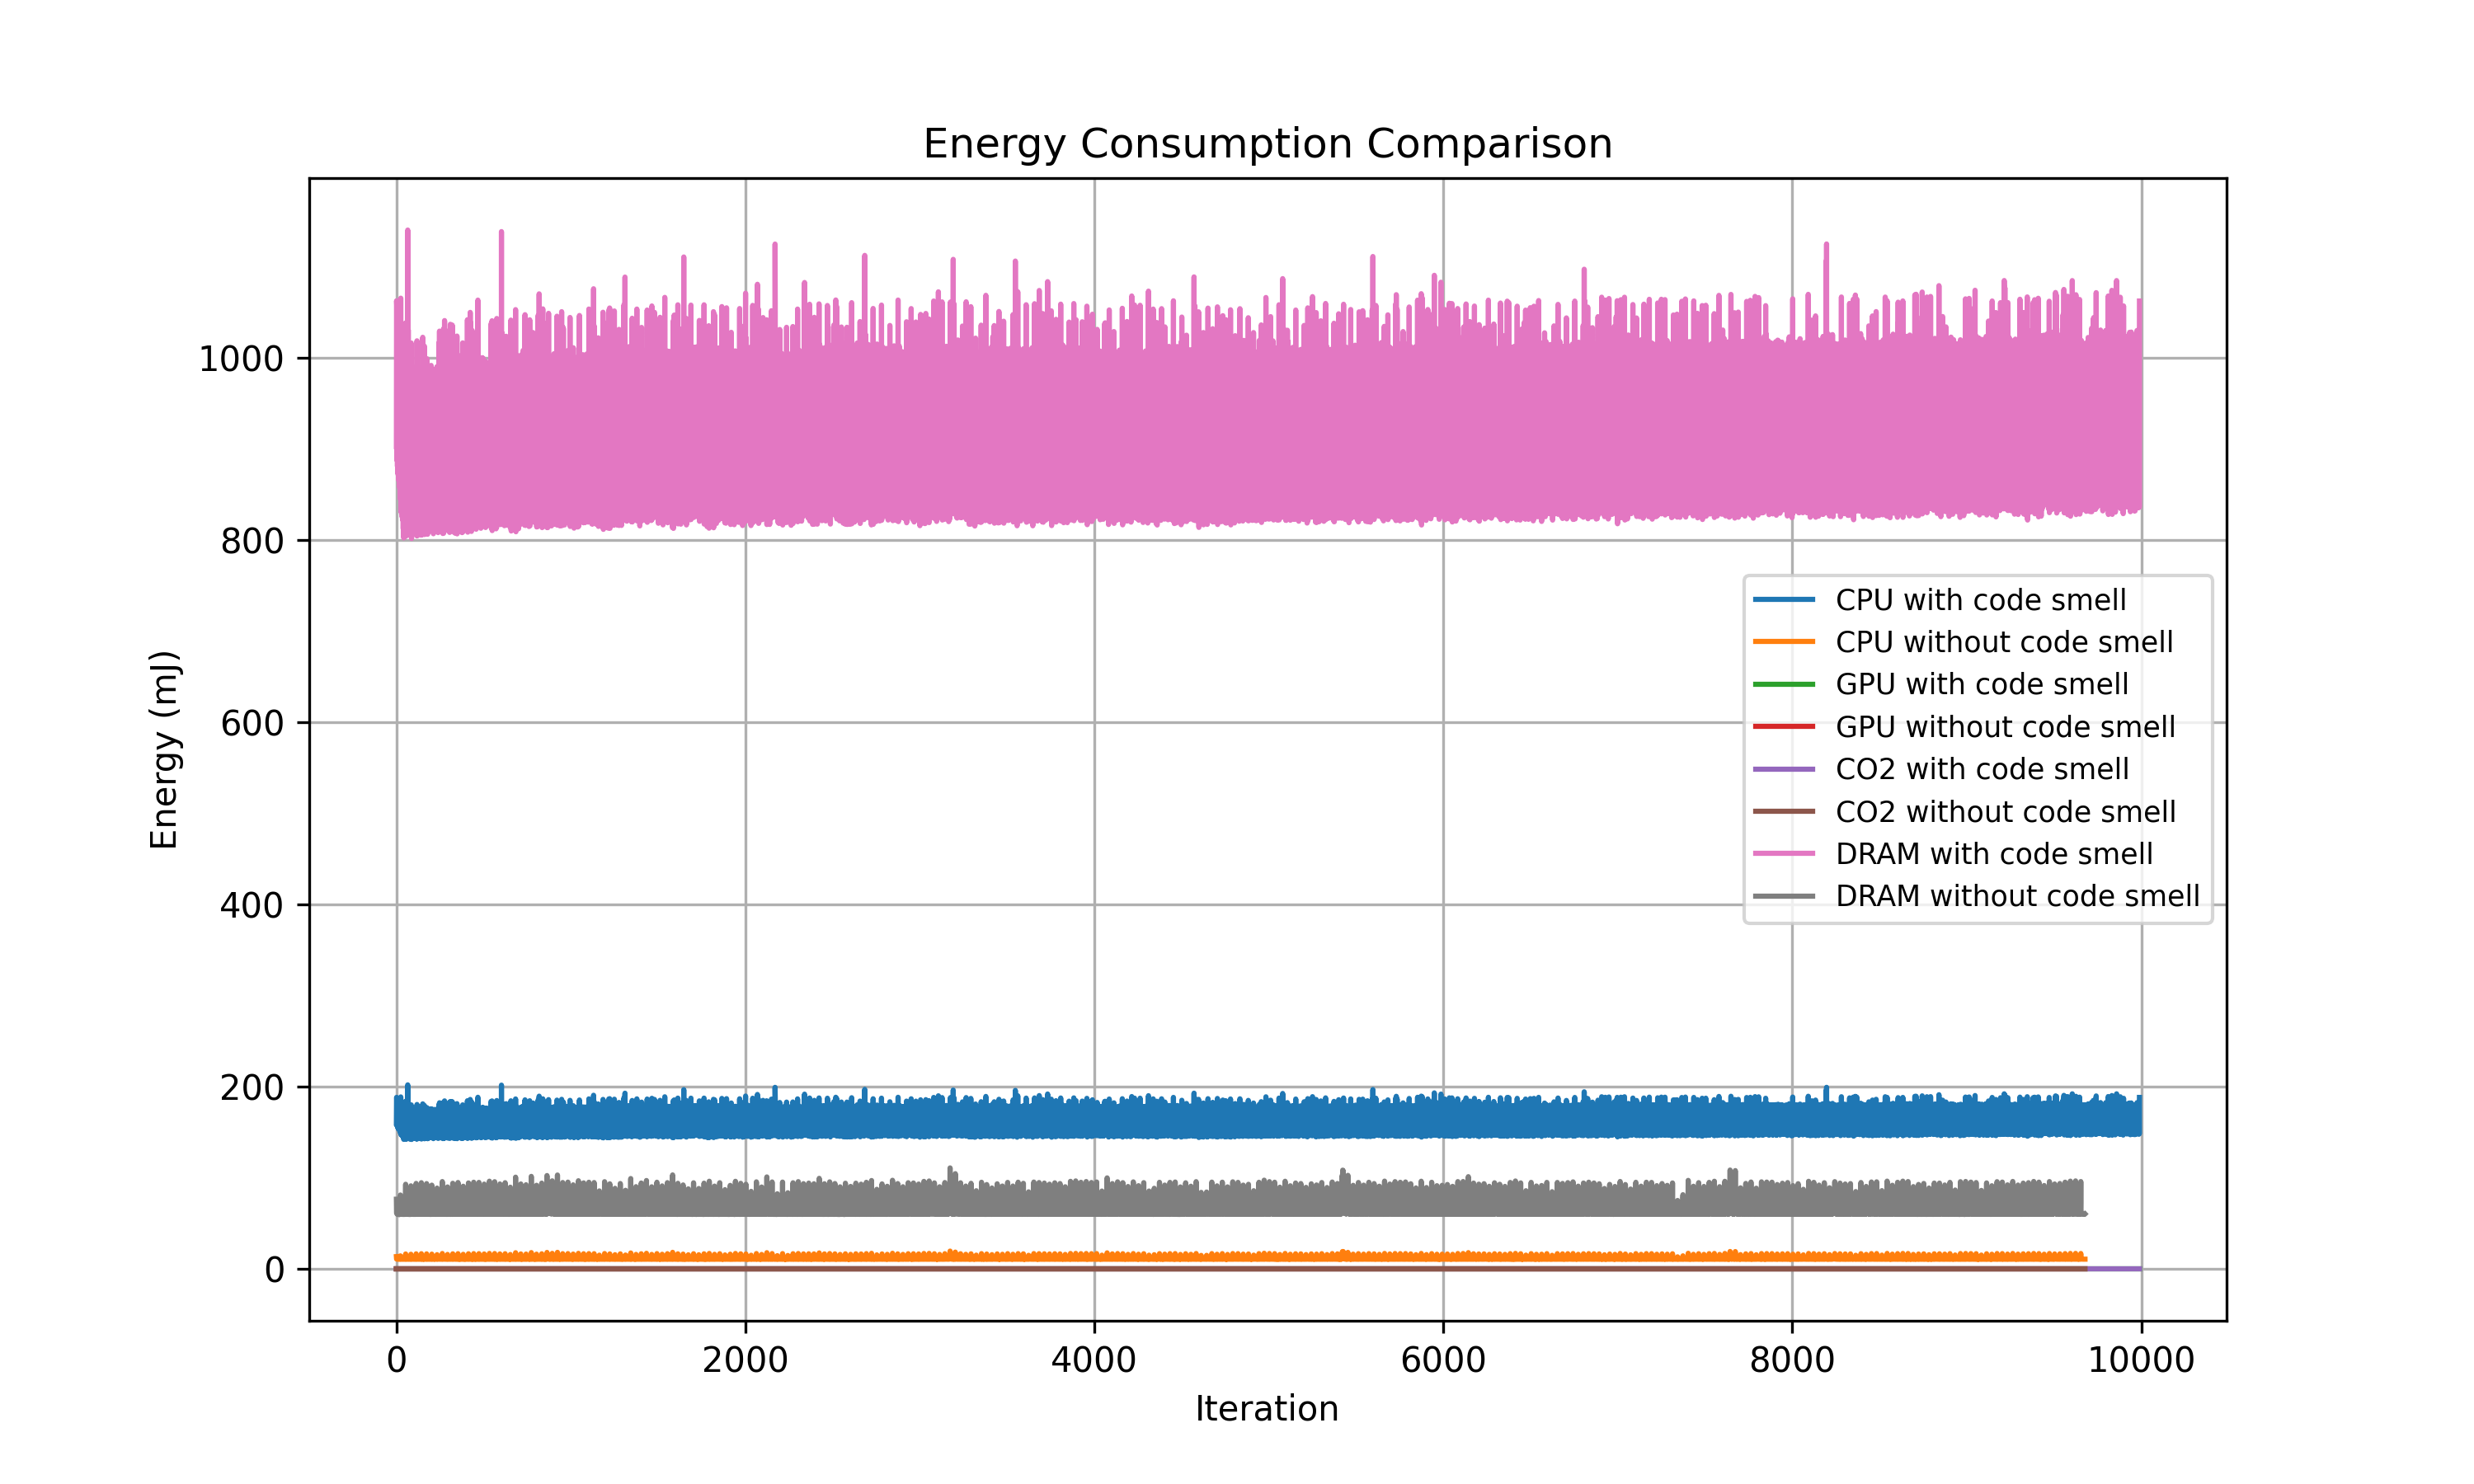 Energy Consumption Comparison
1000
800
600
400
200
0
Energy (mJ)
CPU with code smell
CPU without code smell
GPU with code smell
GPU without code smell
CO2 with code smell
CO2 without code smell
DRAM with code smell
DRAM without code smell
0 2000 4000 6000 8000 10000
Iteration